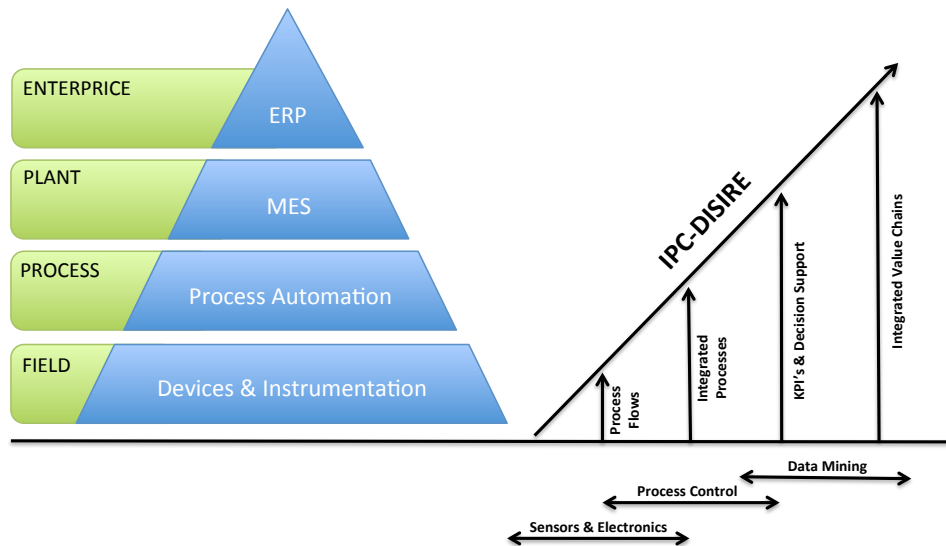 ENTERPRICE
ERP
PLANT
MES
PROCESS
Process Automation
FIELD
Devices & Instrumentation
IPC-DISIRE
Process
Flows
Integrated
Processes
KPI's & Decision Support
Integrated Value Chains
Data Mining
Process Control
Sensors & Electronics